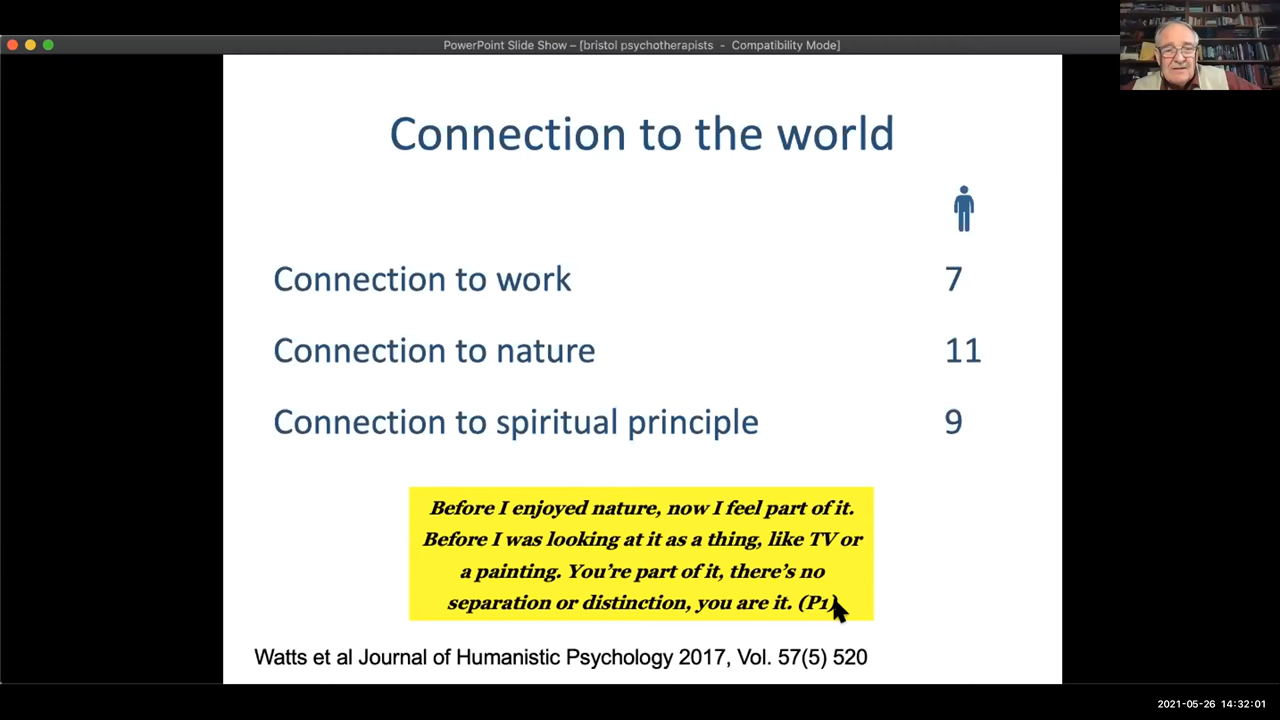 PowerPoint Slide Show – [bristol psychotherapists - Compatibility Mode]
Connection to the world
Connection to work 7
Connection to nature 11
Connection to spiritual principle 9
Before I enjoyed nature, now I feel part of it.
Before I was looking at it as a thing, like TV or
a painting. You're part of it, there's no
separation or distinction, you are it. (P1)
Watts et al Journal of Humanistic Psychology 2017, Vol. 57(5) 520
2021-05-26 14:32:01